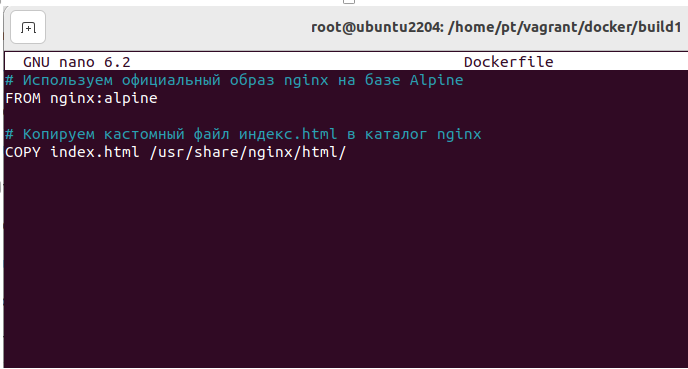 root@ubuntu2204: /home/pt/vagrant/docker/build1
GNU nano 6.2 Dockerfile
# Используем официальный образ nginx на базе Alpine
FROM nginx:alpine
# Копируем кастомный файл индекс.html в каталог nginx
COPY index.html /usr/share/nginx/html/